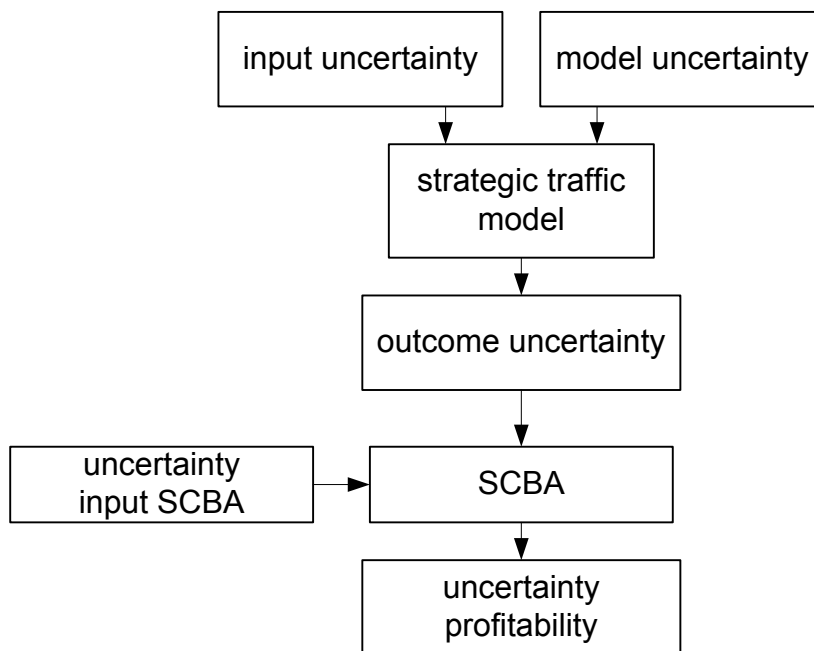 input uncertainty
model uncertainty
strategic traffic
model
outcome uncertainty
uncertainty
input SCBA
SCBA
uncertainty
profitability